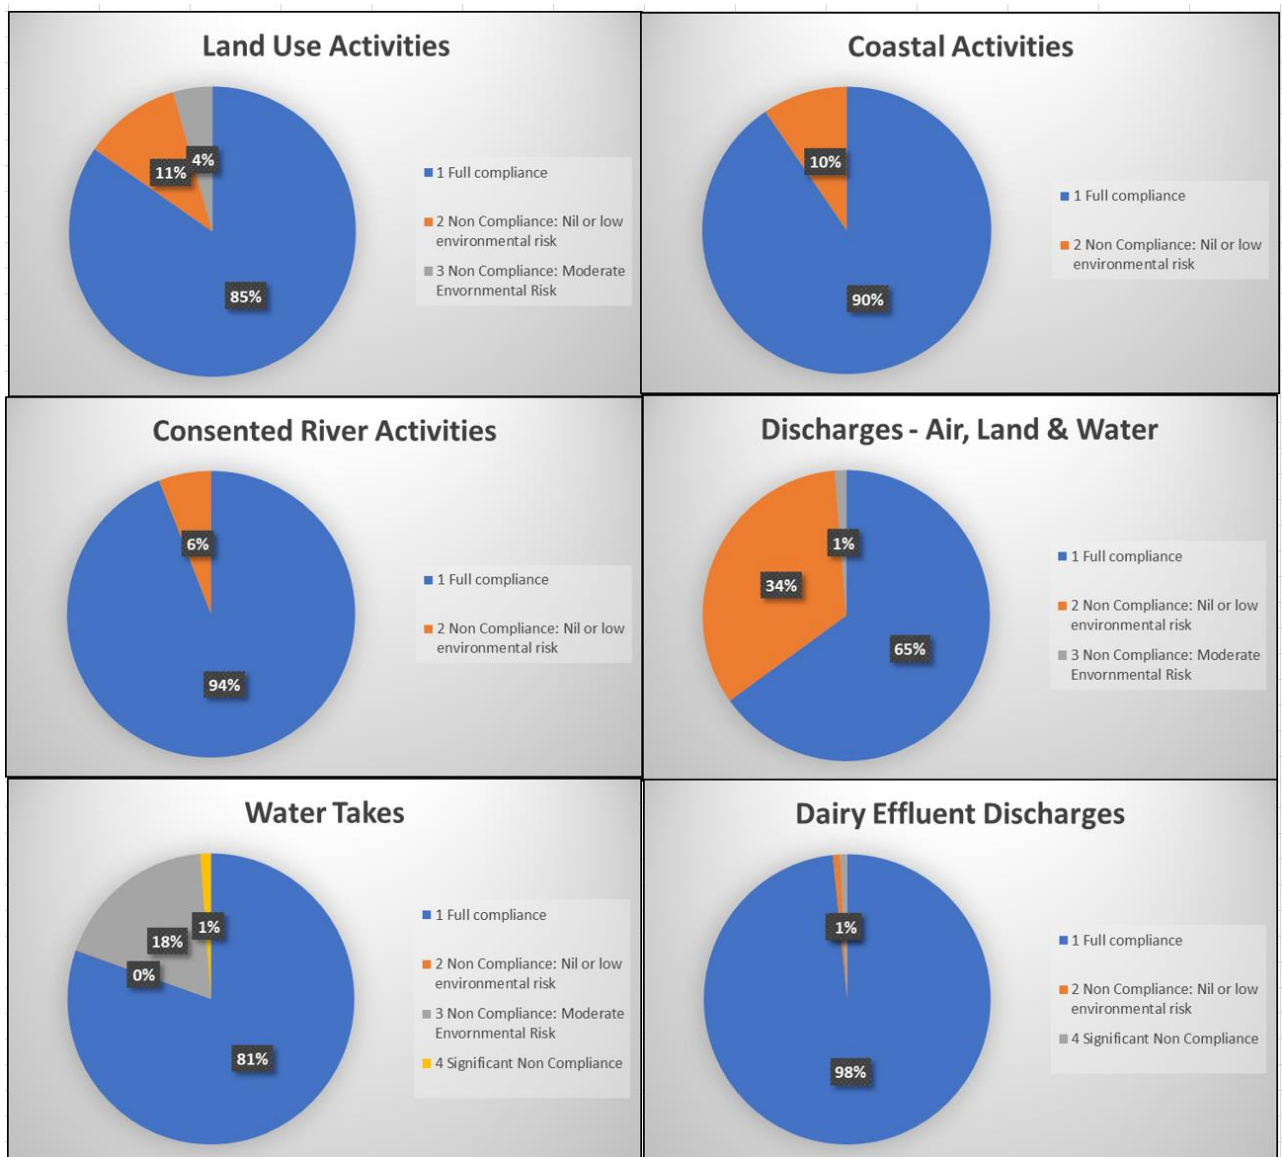 Land Use Activities
11%
4%
85%
1 Full compliance
2 Non Compliance: Nil or low
environmental risk
3 Non Compliance: Moderate
Envornmental Risk
Coastal Activities
10%
90%
1 Full compliance
2 Non Compliance: Nil or low
environmental risk
Consented River Activities
6%
94%
1 Full compliance
2 Non Compliance: Nil or low
environmental risk
Discharges - Air, Land & Water
1%
34%
65%
1 Full compliance
2 Non Compliance: Nil or low
environmental risk
3 Non Compliance: Moderate
Envornmental Risk
Water Takes
1%
18%
0%
81%
1 Full compliance
2 Non Compliance: Nil or low
environmental risk
3 Non Compliance: Moderate
Envornmental Risk
4 Significant Non Compliance
Dairy Effluent Discharges
1%
98%
1 Full compliance
2 Non Compliance: Nil or low
environmental risk
4 Significant Non Compliance